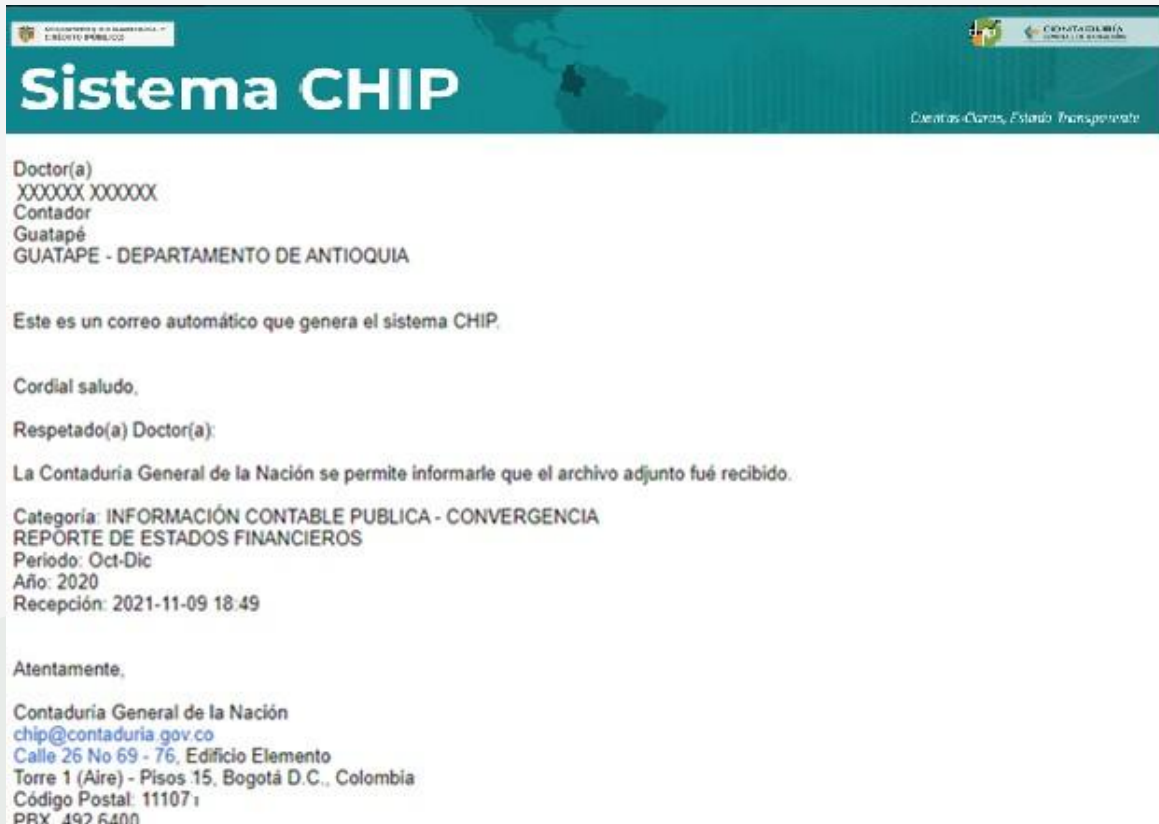 CRÉDITO PÚBLICO
CONTADURÍA
Sistema CHIP
Cuentas Claras, Estado Transparente
Doctor(a)
XXXXXX XXXXXX
Contador
Guatapé
GUATAPE - DEPARTAMENTO DE ANTIOQUIA
Este es un correo automático que genera el sistema CHIP.
Cordial saludo,
Respetado(a) Doctor(a):
La Contaduría General de la Nación se permite informarle que el archivo adjunto fué recibido.
Categoría: INFORMACIÓN CONTABLE PUBLICA - CONVERGENCIA
REPORTE DE ESTADOS FINANCIEROS
Periodo: Oct-Dic
Año: 2020
Recepción: 2021-11-09 18:49
Atentamente,
Contaduría General de la Nación
chip@contaduria.gov.co
Calle 26 No 69 - 76, Edificio Elemento
Torre 1 (Aire) - Pisos 15, Bogotá D.C., Colombia
Código Postal: 111071
PBX 492 6400